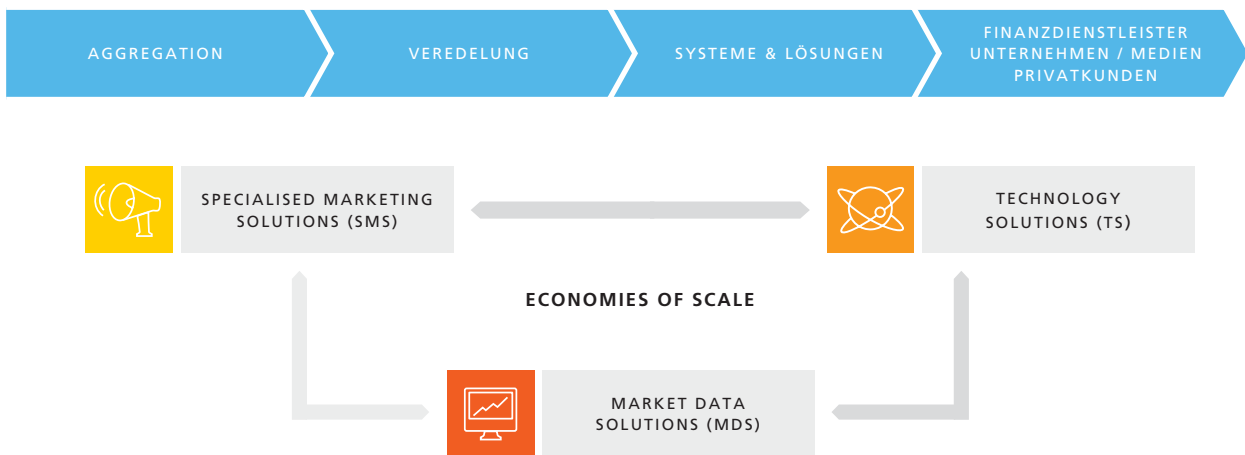 AGGREGATION
VEREDELUNG
SYSTEME & LÖSUNGEN
FINANZDIENSTLEISTER
UNTERNEHMEN / MEDIEN
PRIVATKUNDEN
SPECIALISED MARKETING
SOLUTIONS (SMS)
TECHNOLOGY
SOLUTIONS (TS)
ECONOMIES OF SCALE
MARKET DATA
SOLUTIONS (MDS)